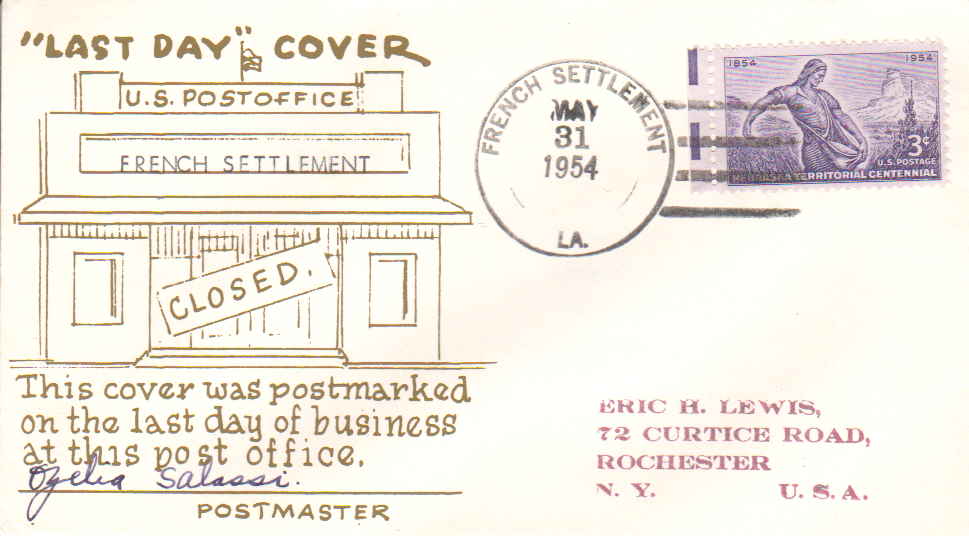 "LAST DAY" COVER
U.S. POST OFFICE
FRENCH SETTLEMENT
CLOSED.
This cover was postmarked
on the last day of business
at this post office.
Ozelia Salassi.
POSTMASTER
FRENCH SETTLEMENT
MAY
31
1954
LA.
1854 1954
3¢
U.S. POSTAGE
NEBRASKA TERRITORIAL CENTENNIAL
ERIC H. LEWIS,
72 CURTICE ROAD,
ROCHESTER
N. Y. U. S. A.